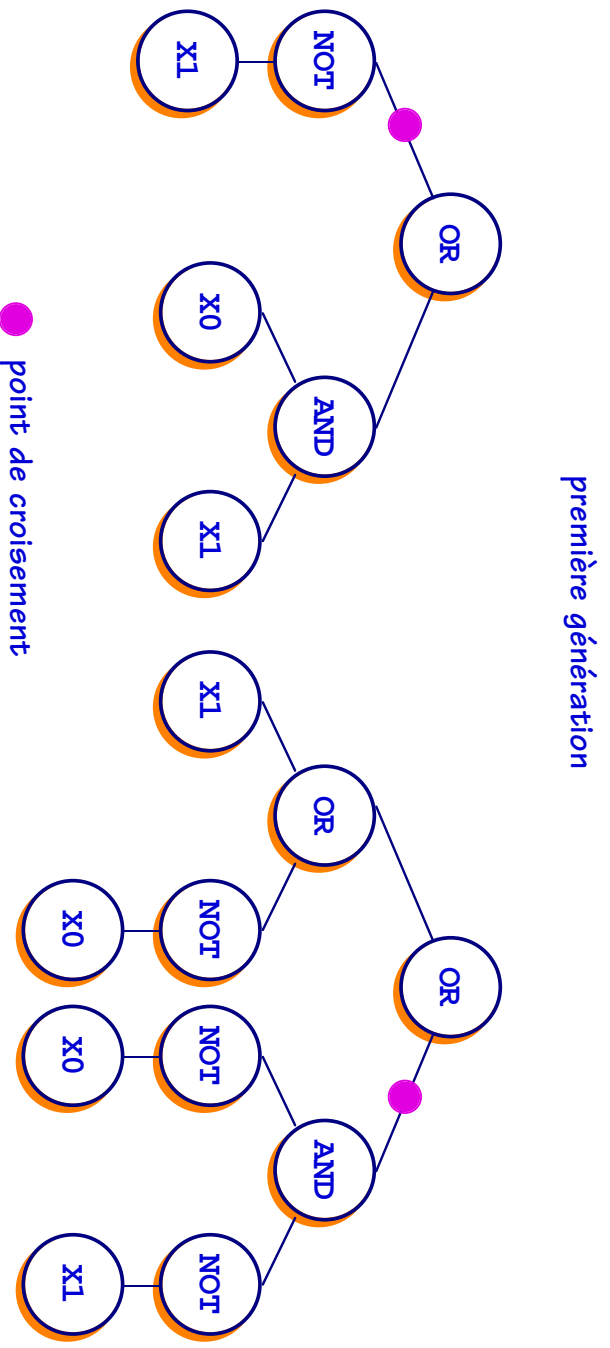 première génération
OR OR
NOT AND OR AND
X1 X0 X1 X1 NOT NOT NOT
X0 X0 X1
point de croisement